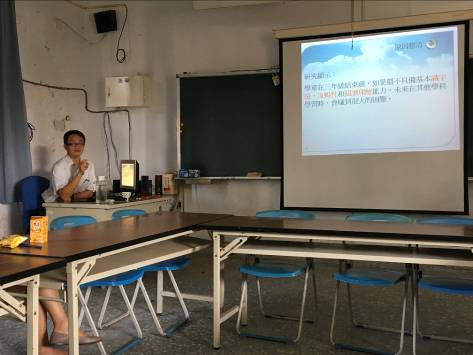 研究顯示：
學童在三年級結束前，如果還不具備基本識字
量、流暢性和閱讀理解能力，未來在其他學科
學習時，會碰到很大的困難。